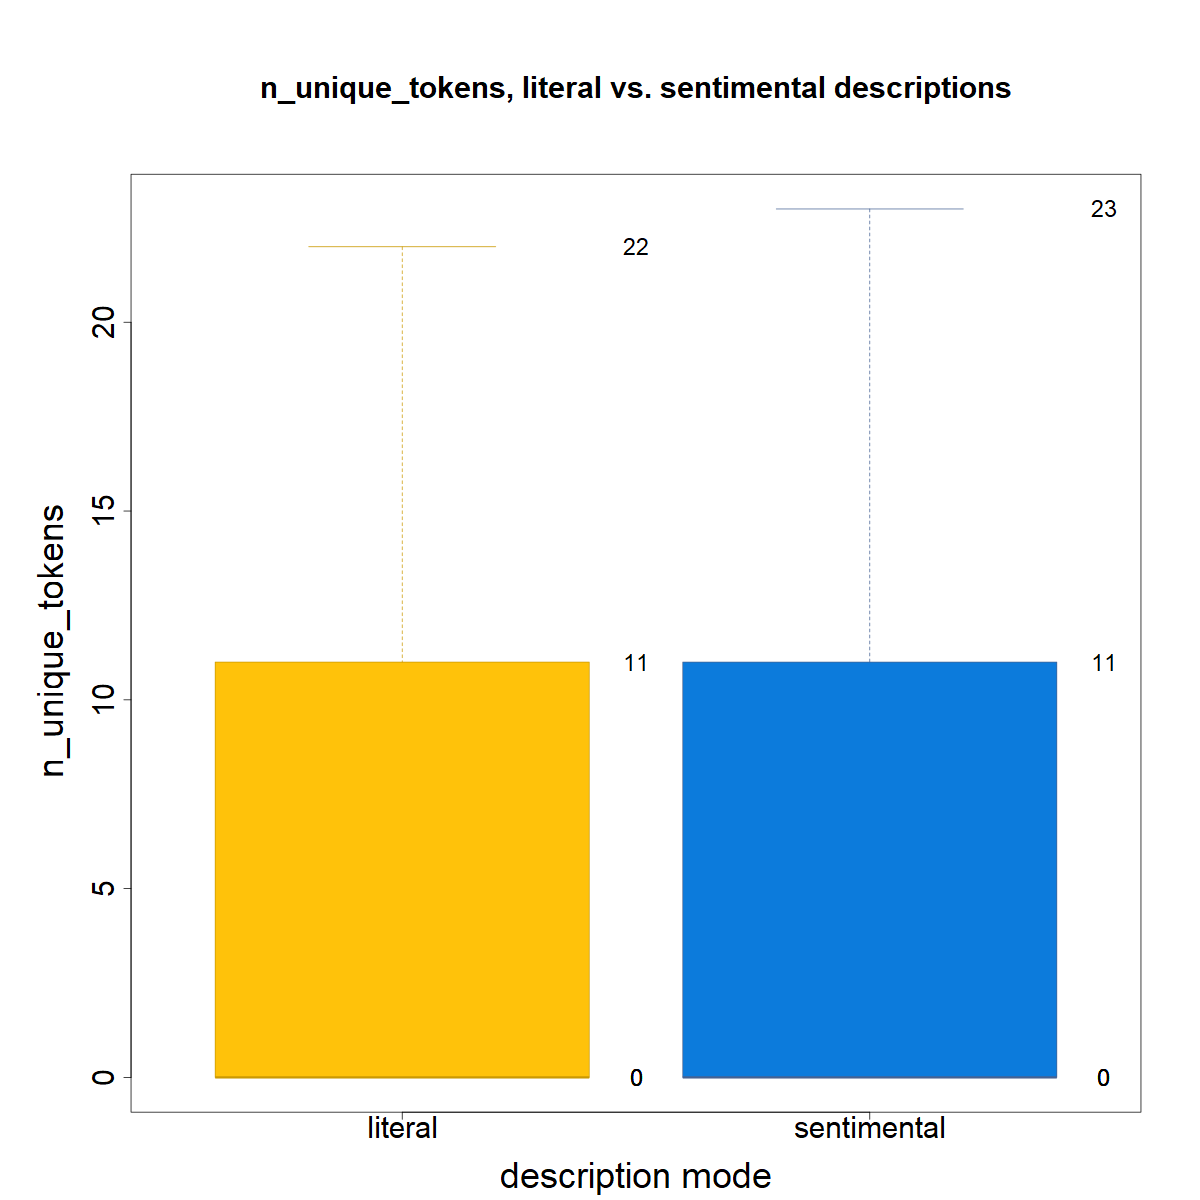 n_unique_tokens, literal vs. sentimental descriptions
n_unique_tokens
20
15
10
5
0
22
11
0
23
11
0
literal
sentimental
description mode